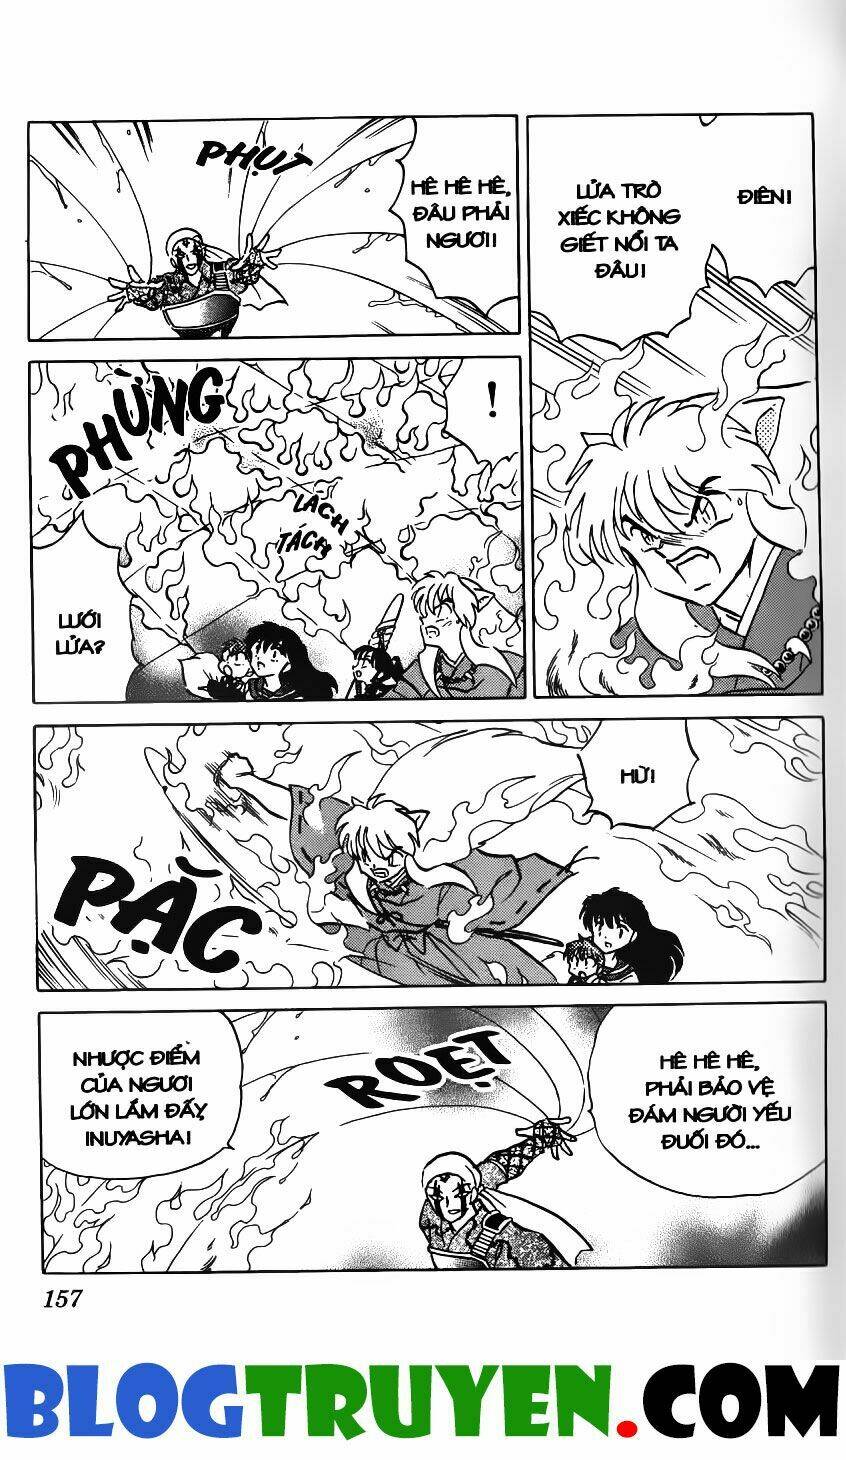 ĐIÊN!
LỬA TRÒ
XIẾC KHÔNG
GIẾT NỔI TA
ĐÂU!
PHỤT
HÊ HÊ HÊ,
ĐÂU PHẢI
NGƯƠI!
!
PHÙNG
LÁCH
TÁCH
LƯỚI
LỬA?
HỪ!
PẶC
HÊ HÊ HÊ,
PHẢI BẢO VỆ
ĐÁM NGƯỜI YẾU
ĐUỐI ĐÓ...
ROẸT
NHƯỢC ĐIỂM
CỦA NGƯƠI
LỚN LẮM ĐẤY,
INUYASHA!
157
BLOGTRUYEN.COM